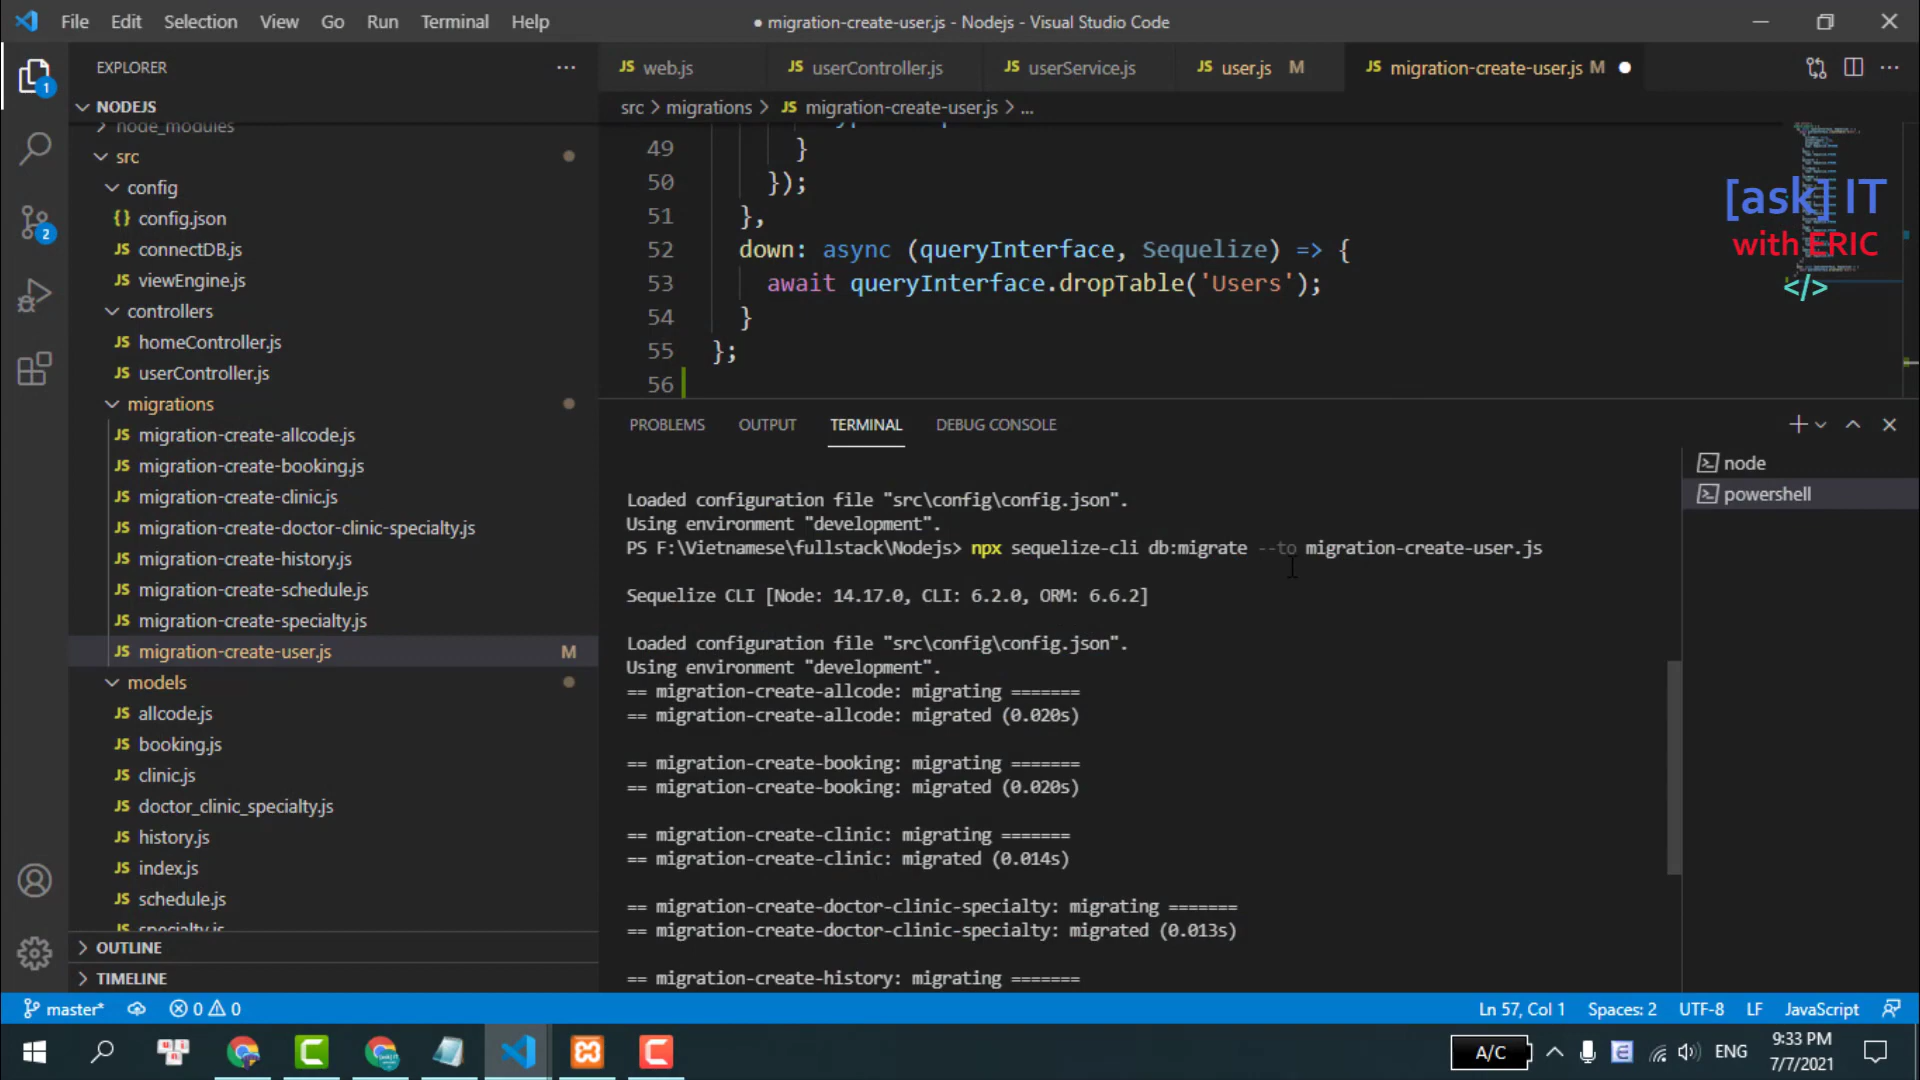 File Edit Selection View Go Run Terminal Help
● migration-create-user.js - Nodejs - Visual Studio Code
EXPLORER
NODEJS
node_modules
src
config
config.json
connectDB.js
viewEngine.js
controllers
homeController.js
userController.js
migrations
migration-create-allcode.js
migration-create-booking.js
migration-create-clinic.js
migration-create-doctor-clinic-specialty.js
migration-create-history.js
migration-create-schedule.js
migration-create-specialty.js
migration-create-user.js M
models
allcode.js
booking.js
clinic.js
doctor_clinic_specialty.js
history.js
index.js
schedule.js
specialty.js
OUTLINE
TIMELINE
JS web.js JS userController.js JS userService.js JS user.js M JS migration-create-user.js M
src > migrations > JS migration-create-user.js > ...
49 }
50 });
51 },
52 down: async (queryInterface, Sequelize) => {
53 await queryInterface.dropTable('Users');
54 }
55 };
56
[ask] IT
with ERIC
</>
PROBLEMS OUTPUT TERMINAL DEBUG CONSOLE
node
powershell
Loaded configuration file "src\config\config.json".
Using environment "development".
PS F:\Vietnamese\fullstack\Nodejs> npx sequelize-cli db:migrate --to migration-create-user.js
Sequelize CLI [Node: 14.17.0, CLI: 6.2.0, ORM: 6.6.2]
Loaded configuration file "src\config\config.json".
Using environment "development".
== migration-create-allcode: migrating =======
== migration-create-allcode: migrated (0.020s)
== migration-create-booking: migrating =======
== migration-create-booking: migrated (0.020s)
== migration-create-clinic: migrating =======
== migration-create-clinic: migrated (0.014s)
== migration-create-doctor-clinic-specialty: migrating =======
== migration-create-doctor-clinic-specialty: migrated (0.013s)
== migration-create-history: migrating =======
master* 0 0
Ln 57, Col 1 Spaces: 2 UTF-8 LF JavaScript
A/C ENG
9:33 PM
7/7/2021